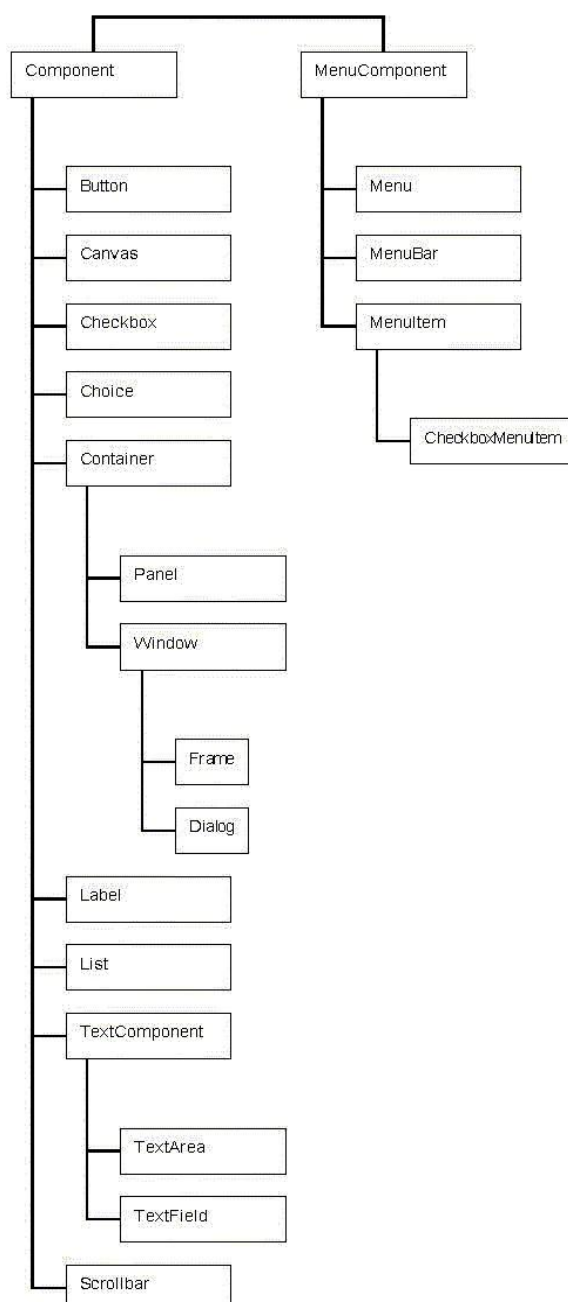 Component
MenuComponent
Button
Menu
Canvas
MenuBar
Checkbox
MenuItem
Choice
Container
CheckboxMenuItem
Panel
Window
Frame
Dialog
Label
List
TextComponent
TextArea
TextField
Scrollbar